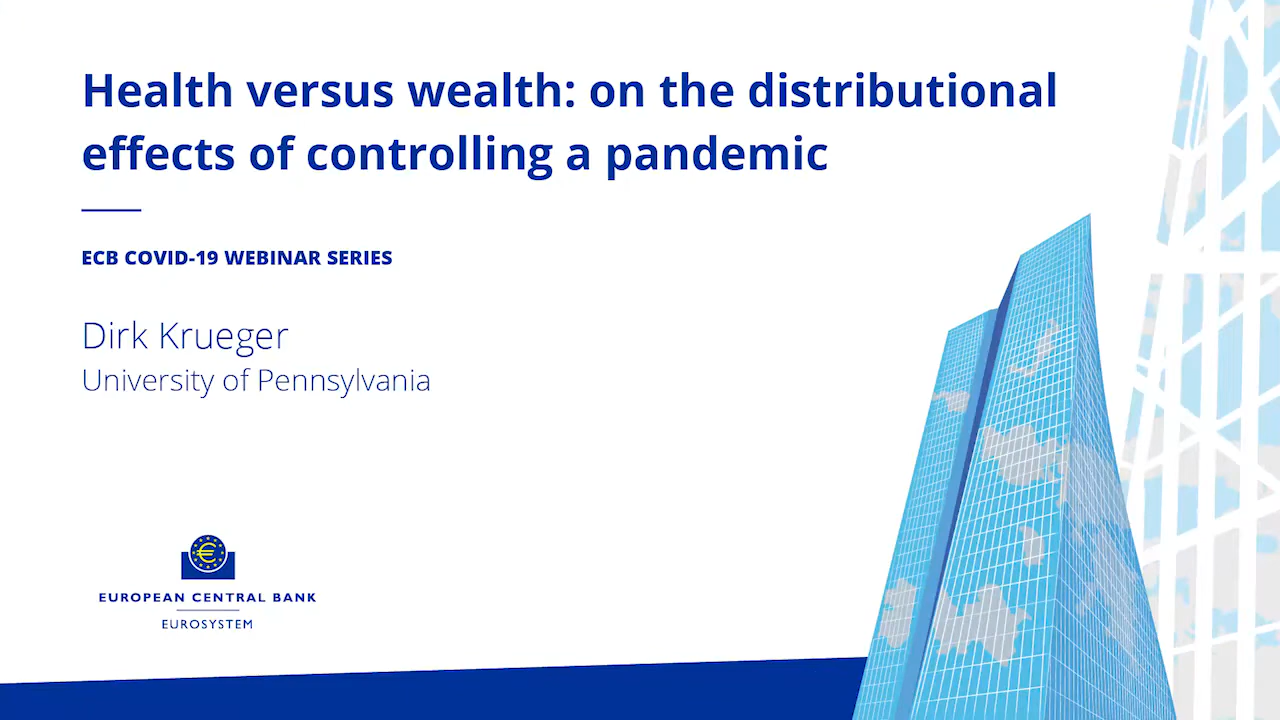 Health versus wealth: on the distributional
effects of controlling a pandemic
ECB COVID-19 WEBINAR SERIES
Dirk Krueger
University of Pennsylvania
€
EUROPEAN CENTRAL BANK
EUROSYSTEM